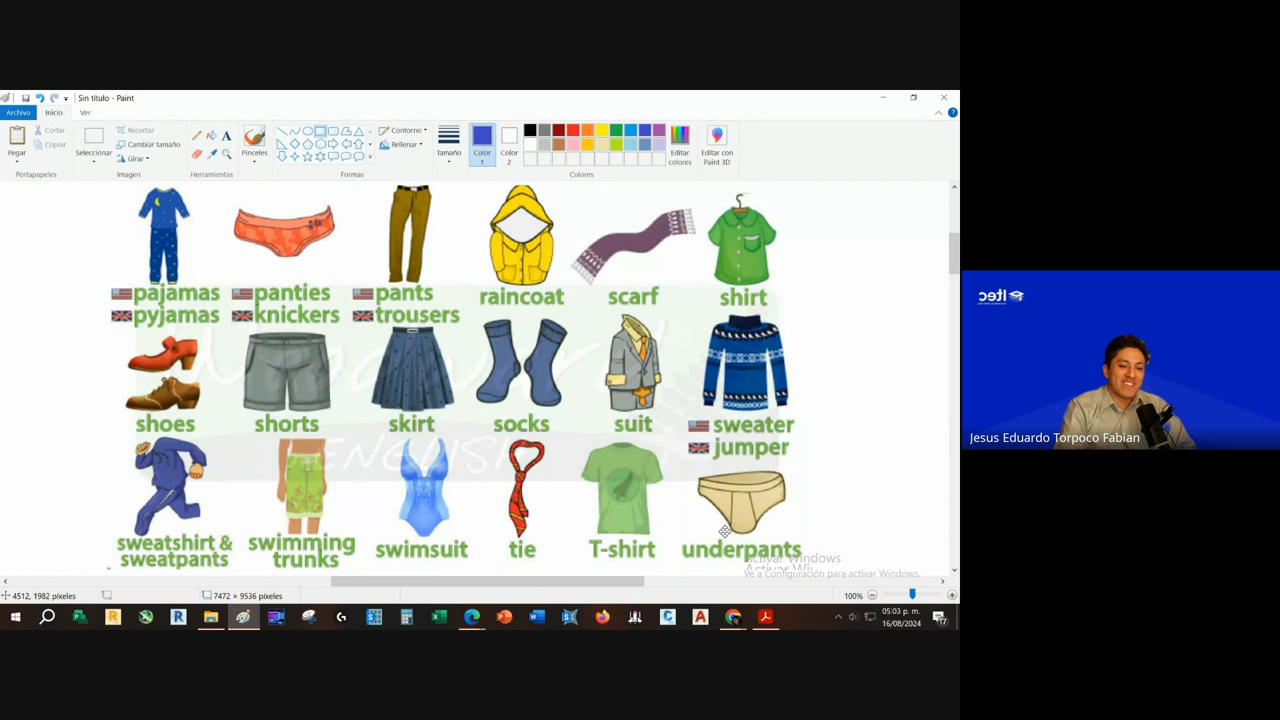 Sin título - Paint
Archivo Inicio Ver
Pegar
Cortar
Copiar
Portapapeles
Seleccionar
Recortar
Cambiar tamaño
Girar
Imagen
Herramientas
Pinceles
Contorno
Rellenar
Formas
Tamaño
Color 1
Color 2
Editar colores
Editar con Paint 3D
Colores
pajamas panties pants raincoat scarf shirt
pyjamas knickers trousers
shoes shorts skirt socks suit sweater
jumper
ENGLISH
sweatshirt & swimming swimsuit tie T-shirt underpants
sweatpants trunks
Activar Windows
Ve a Configuración para activar Windows.
4512, 1982 píxeles 7472 × 9536 píxeles 100%
05:03 p. m.
16/08/2024
itec
Jesus Eduardo Torpoco Fabian